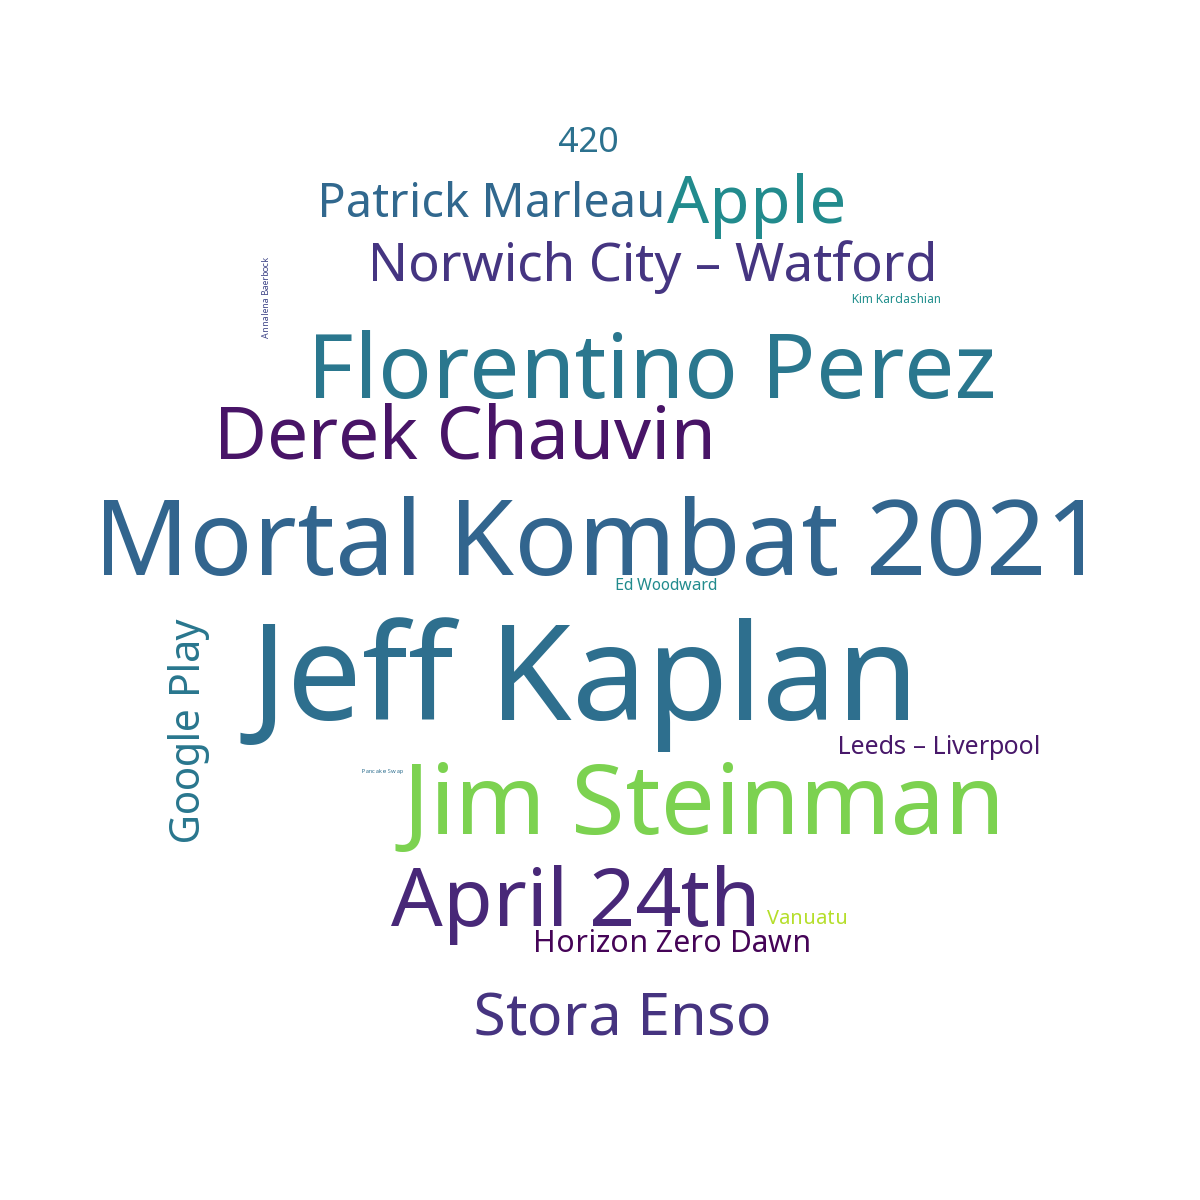 420
Patrick Marleau
Apple
Norwich City – Watford
Annalena Baerbock
Kim Kardashian
Florentino Perez
Derek Chauvin
Mortal Kombat 2021
Ed Woodward
Jeff Kaplan
Google Play
Leeds – Liverpool
Pancake Swap
Jim Steinman
April 24th
Vanuatu
Horizon Zero Dawn
Stora Enso